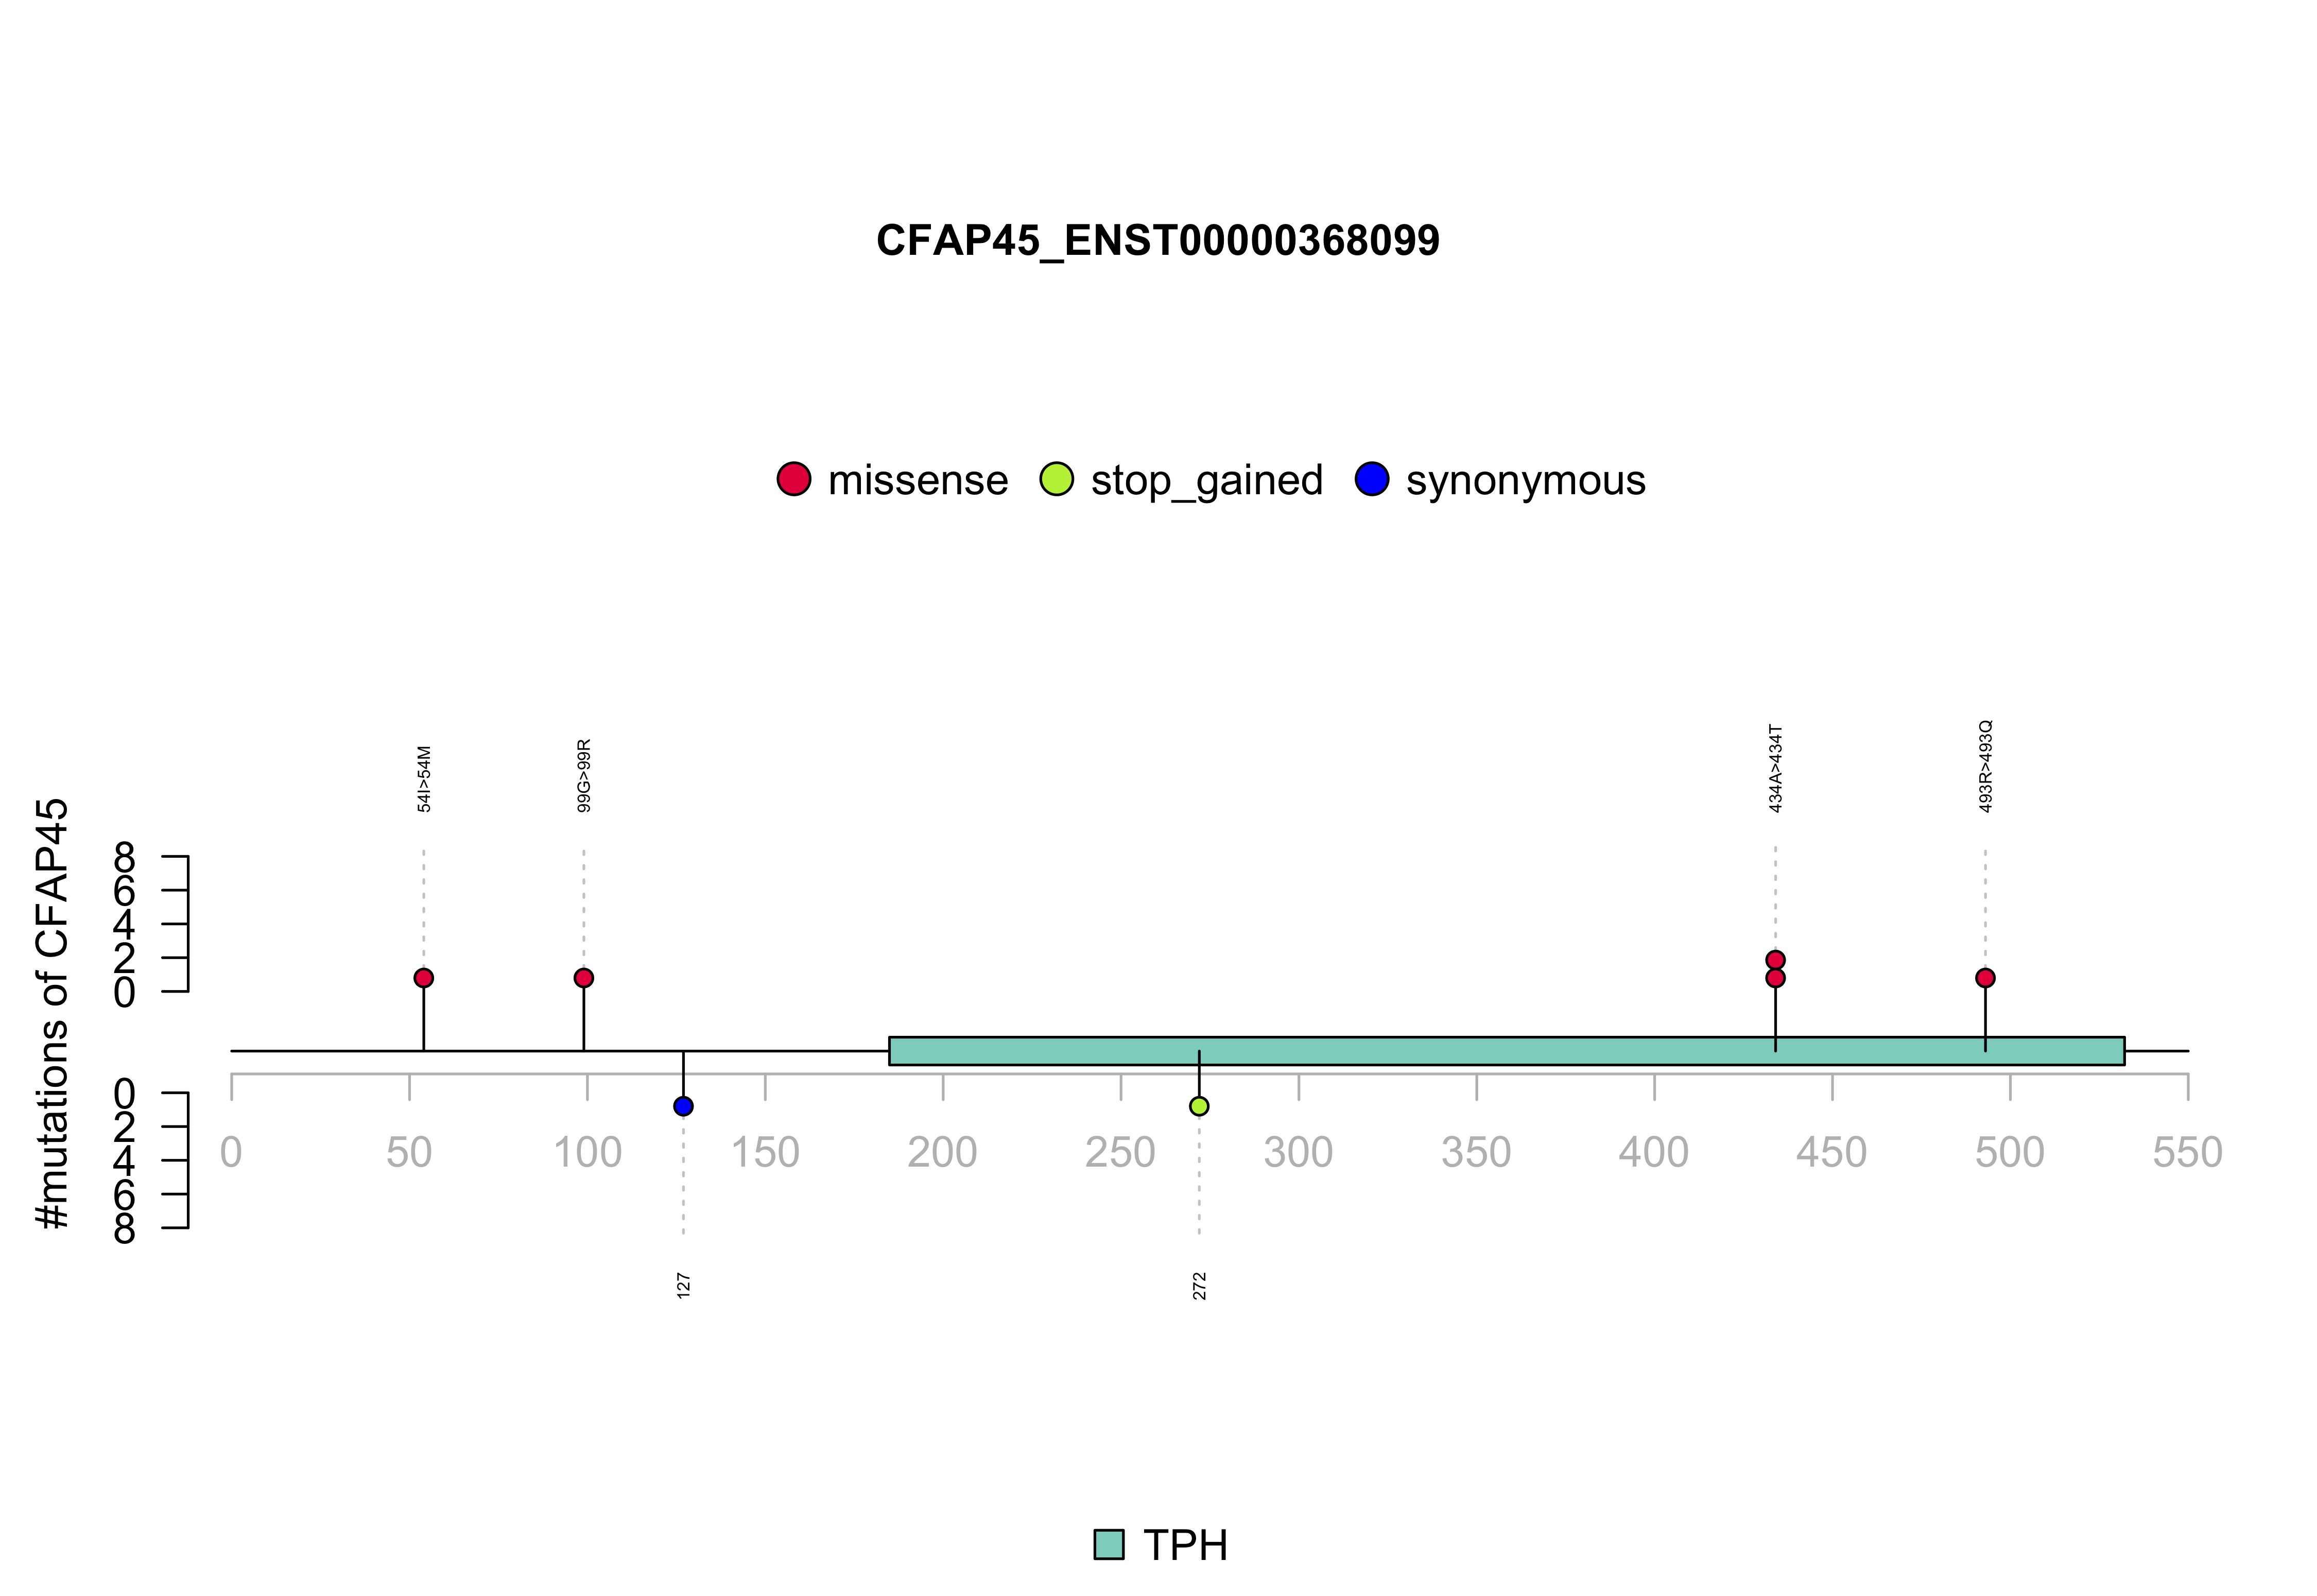 CFAP45_ENST00000368099
missense stop_gained synonymous
54I>54M 99G>99R 434A>434T 493R>493Q
#mutations of CFAP45
8
6
4
2
0
0
2
4
6
8
0 50 100 150 200 250 300 350 400 450 500 550
127 272
TPH